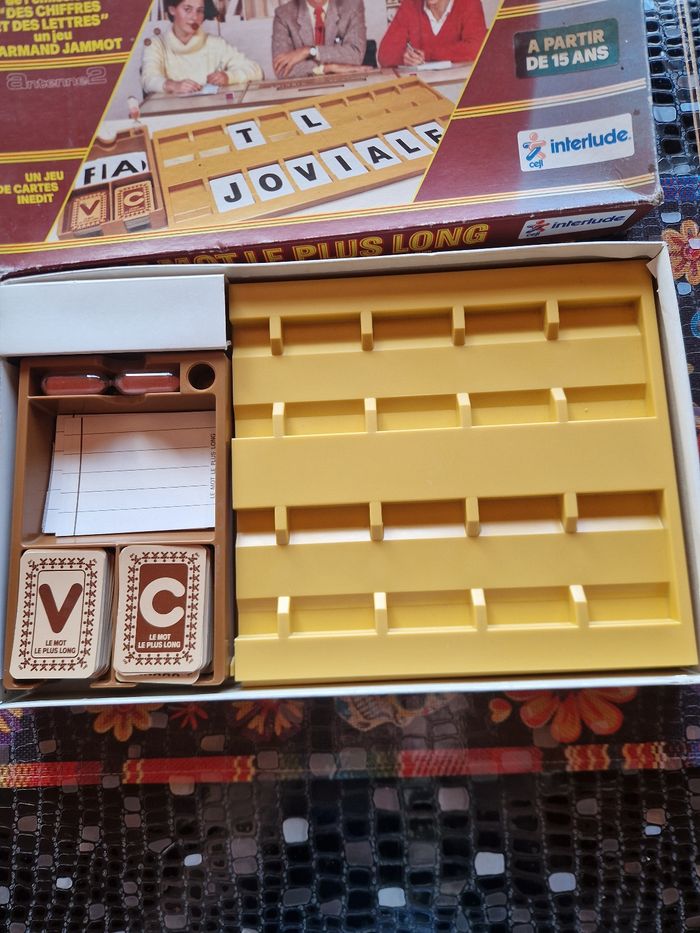 "DES CHIFFRES
ET DES LETTRES"
un jeu
ARMAND JAMMOT
antenne 2
UN JEU
DE CARTES
INEDIT
A PARTIR
DE 15 ANS
ceji interlude
T L
JOVIALE
V C
MOT LE PLUS LONG
ceji interlude
LE MOT LE PLUS LONG
V
LE MOT
LE PLUS LONG
C
LE MOT
LE PLUS LONG